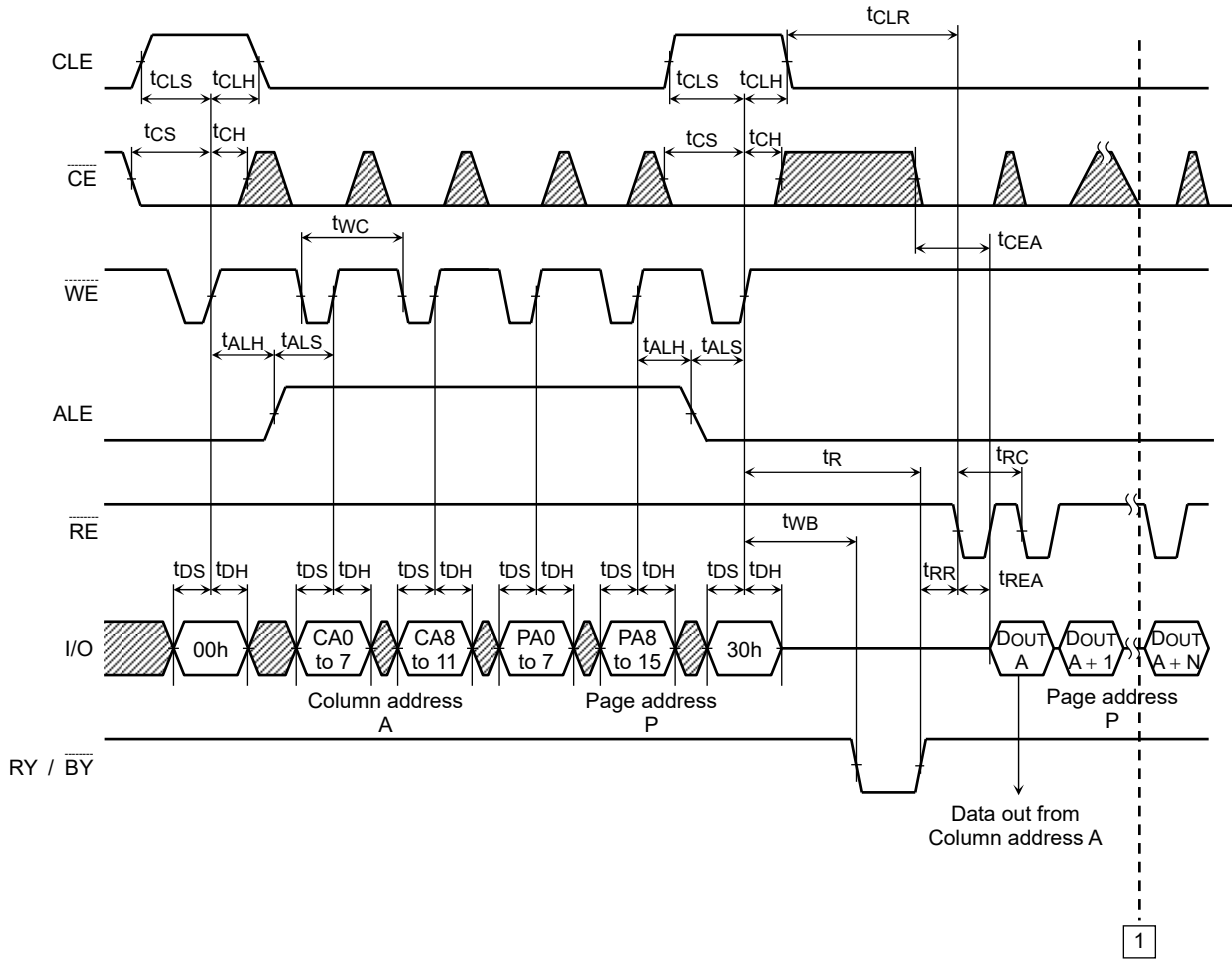 tCLR
CLE
tCLS tCLH tCLS tCLH
tCS tCH tCS tCH
CE
tWC tCEA
WE
tALH tALS tALH tALS
ALE
tR tRC
RE
tWB
tDS tDH tDS tDH tDS tDH tDS tDH tDS tDH tDS tDH tRR tREA
I/O
00h
CA0
to 7
CA8
to 11
PA0
to 7
PA8
to 15
30h
DOUT
A
DOUT
A + 1
DOUT
A + N
Column address
A
Page address
P
Page address
P
RY / BY
Data out from
Column address A
1